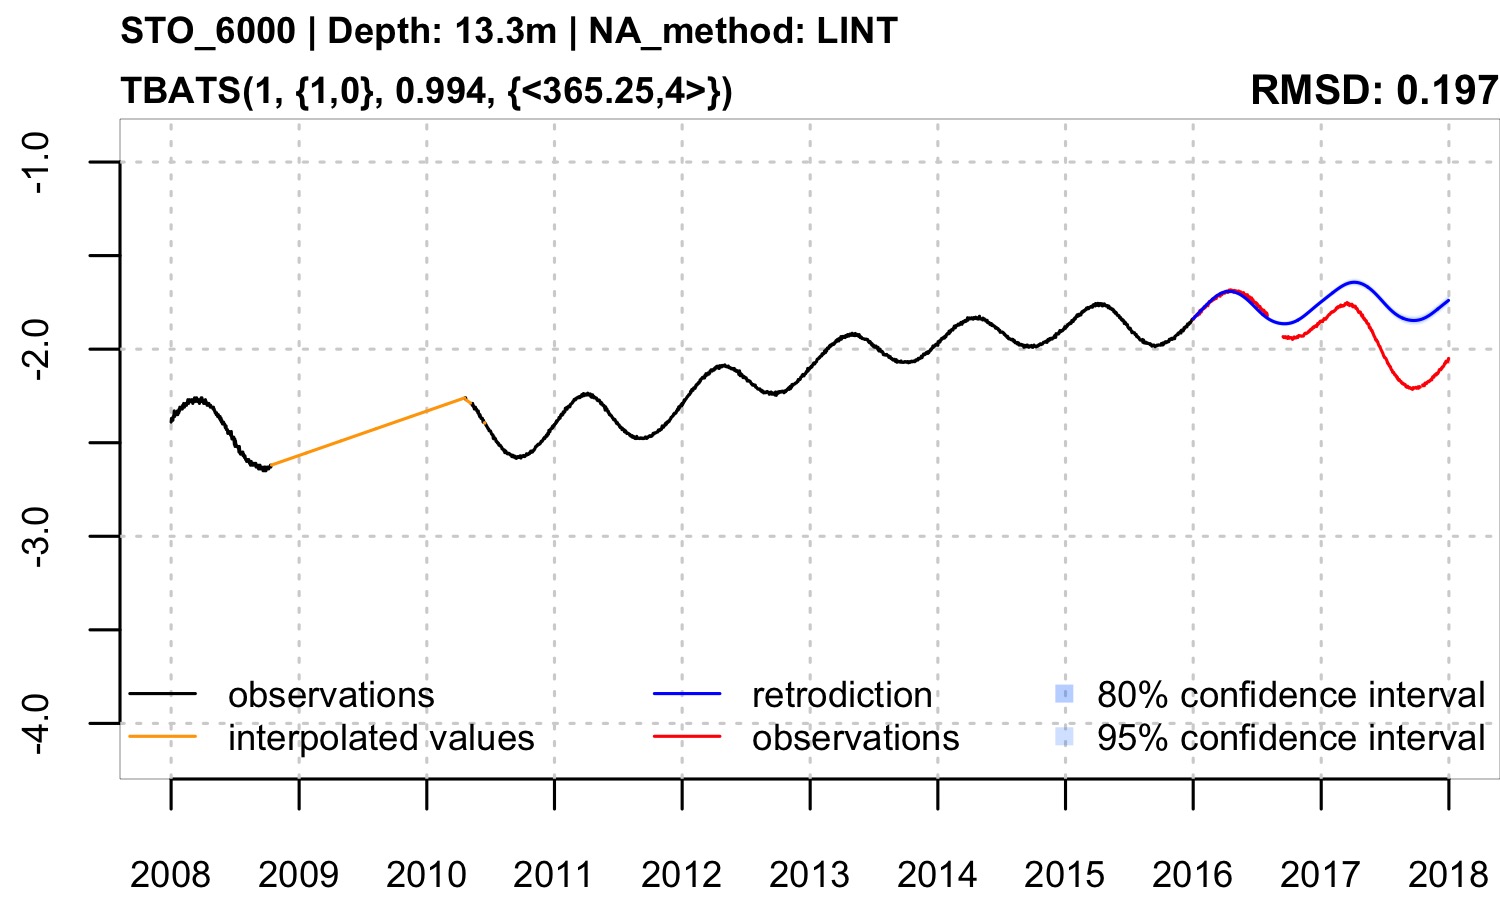 STO_6000 | Depth: 13.3m | NA_method: LINT
TBATS(1, {1,0}, 0.994, {<365.25,4>})
RMSD: 0.197
-1.0
-2.0
-3.0
-4.0
observations
interpolated values
retrodiction
observations
80% confidence interval
95% confidence interval
2008 2009 2010 2011 2012 2013 2014 2015 2016 2017 2018